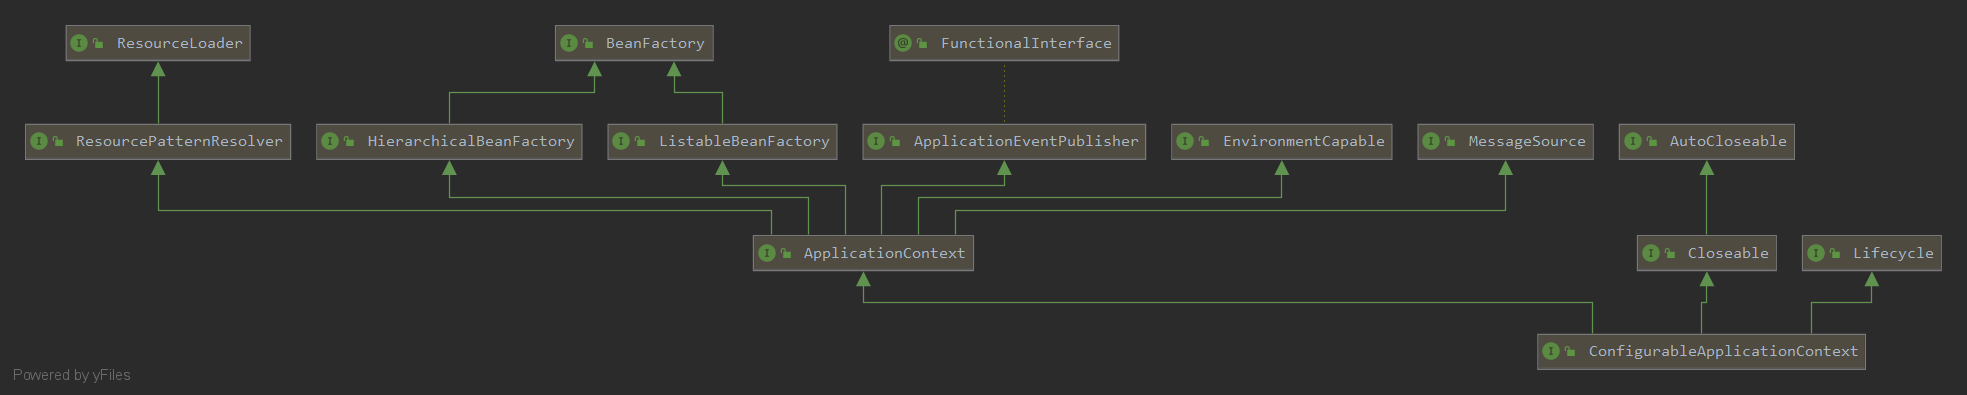 I ResourceLoader
I BeanFactory
@ FunctionalInterface
I ResourcePatternResolver
I HierarchicalBeanFactory
I ListableBeanFactory
I ApplicationEventPublisher
I EnvironmentCapable
I MessageSource
I AutoCloseable
I ApplicationContext
I Closeable
I Lifecycle
I ConfigurableApplicationContext
Powered by yFiles